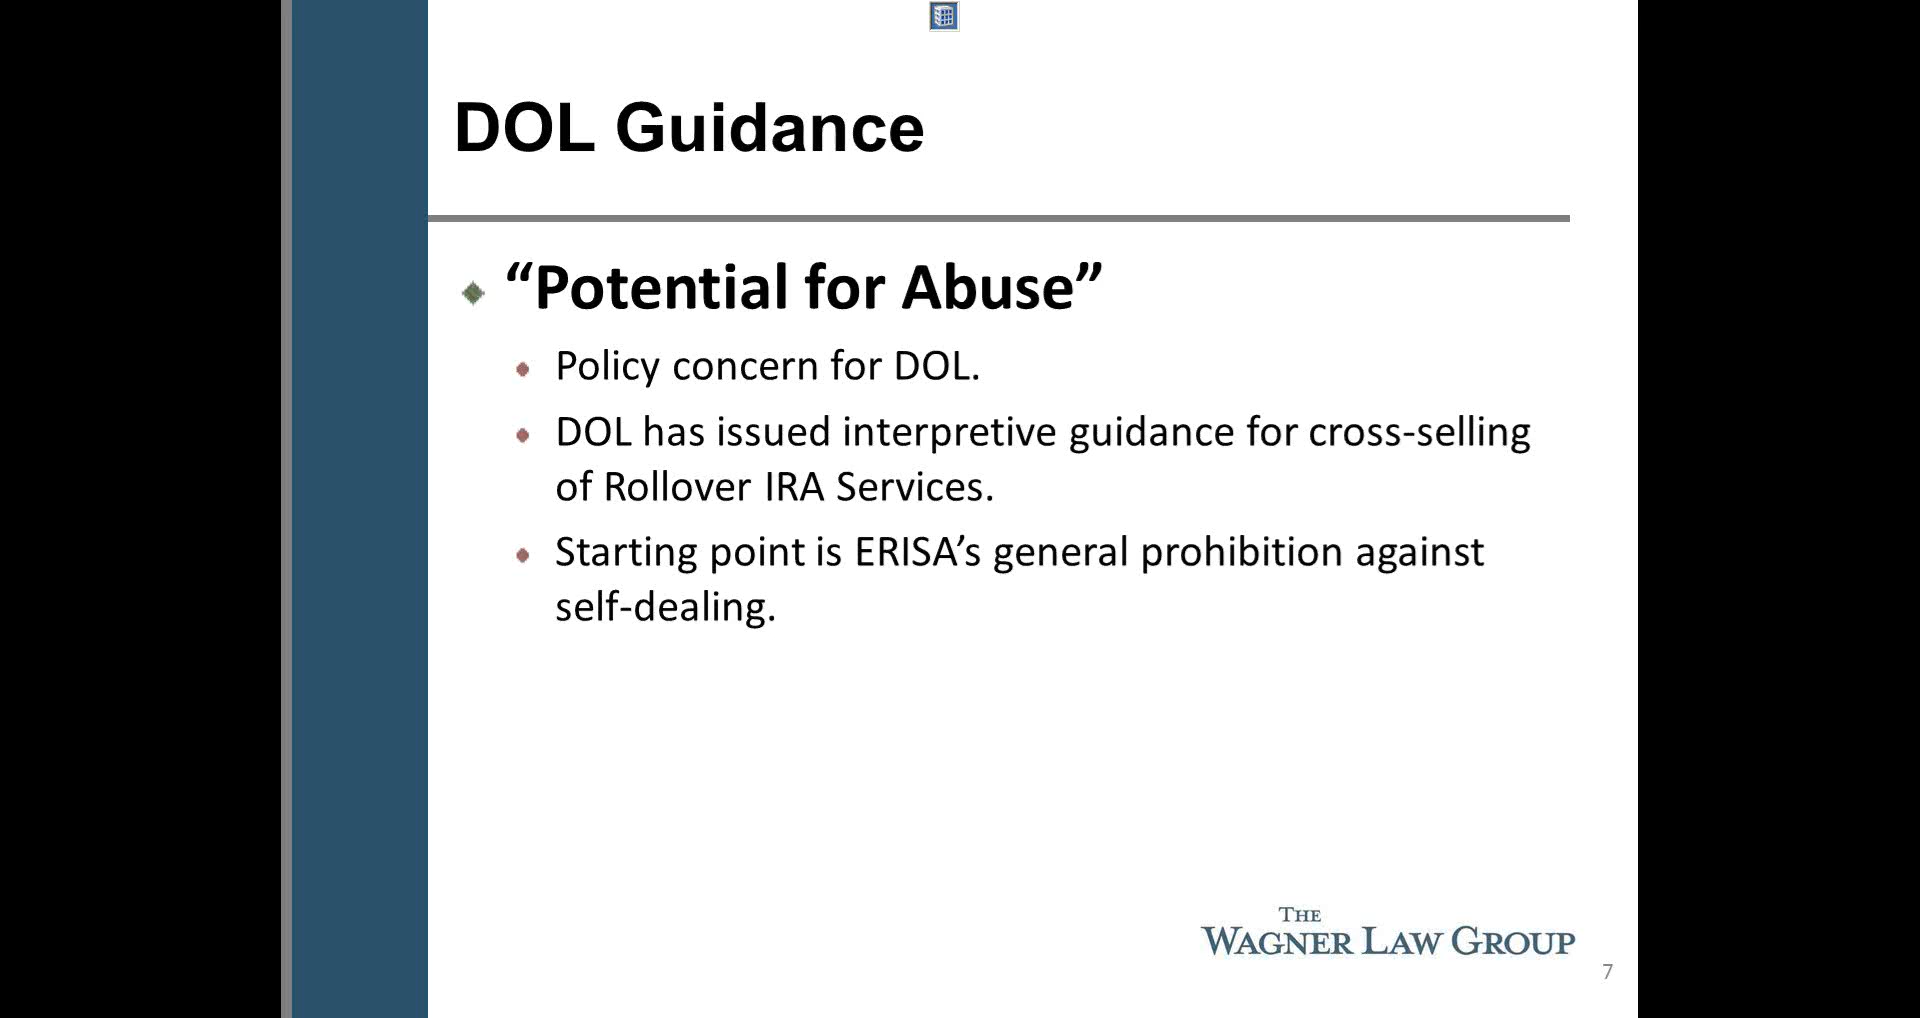 DOL Guidance
“Potential for Abuse”
Policy concern for DOL.
DOL has issued interpretive guidance for cross-selling
of Rollover IRA Services.
Starting point is ERISA’s general prohibition against
self-dealing.
THE
WAGNER LAW GROUP
7